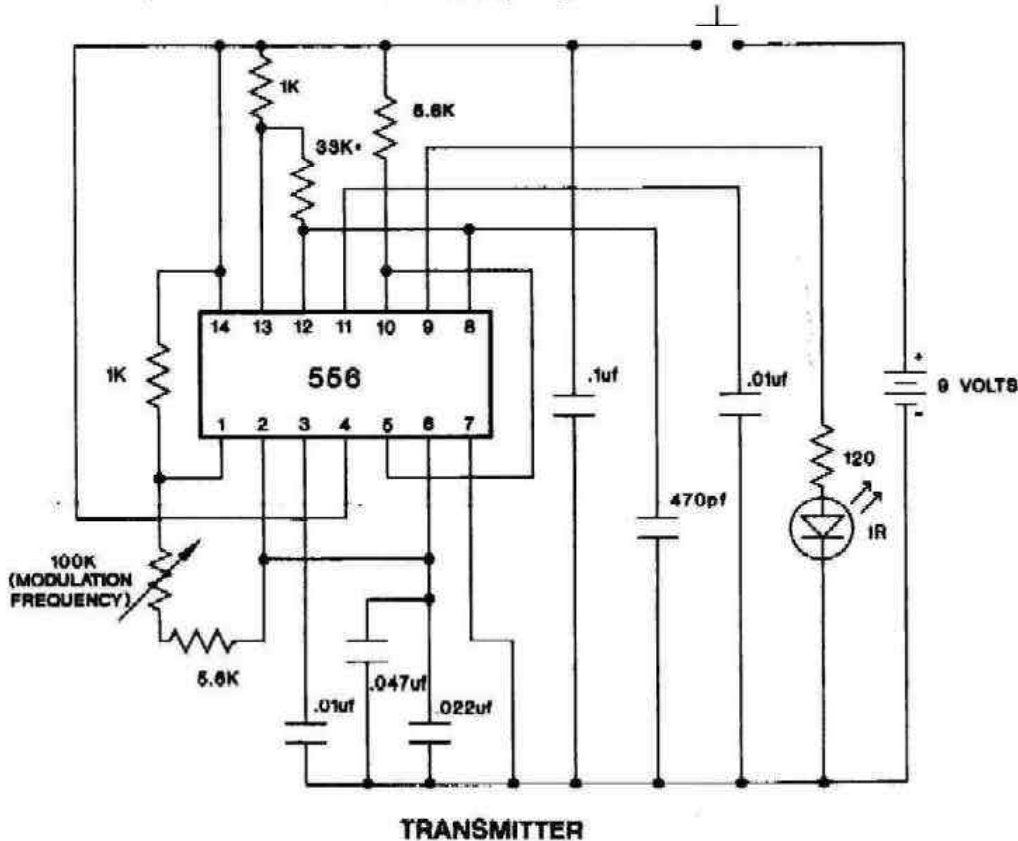 1K
5.6K
33K*
14 13 12 11 10 9 8
1K
556
.1uf
.01uf
+
9 VOLTS
-
1 2 3 4 5 6 7
120
470pf
IR
100K
(MODULATION
FREQUENCY)
5.6K
.047uf
.01uf
.022uf
TRANSMITTER